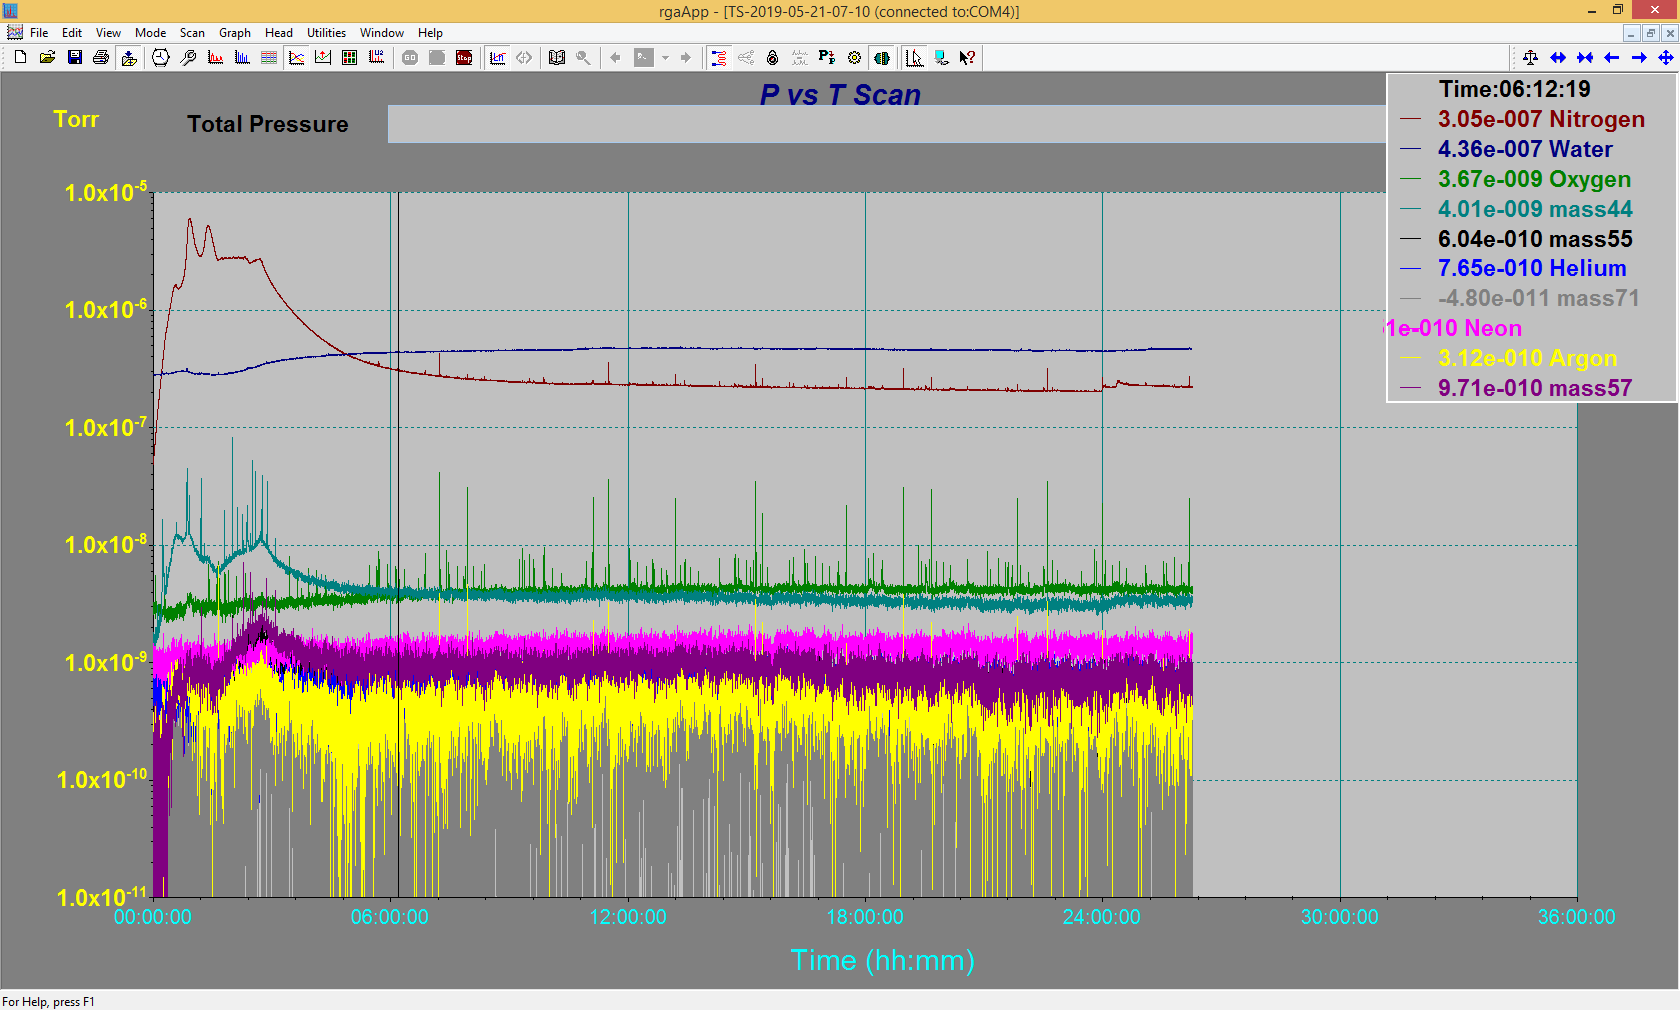 rgaApp - [TS-2019-05-21-07-10 (connected to:COM4)]
File Edit View Mode Scan Graph Head Utilities Window Help
GO Stop
P vs T Scan
Torr
Total Pressure
Time:06:12:19
3.05e-007 Nitrogen
4.36e-007 Water
3.67e-009 Oxygen
4.01e-009 mass44
6.04e-010 mass55
7.65e-010 Helium
-4.80e-011 mass71
1e-010 Neon
3.12e-010 Argon
9.71e-010 mass57
1.0x10-5
1.0x10-6
1.0x10-7
1.0x10-8
1.0x10-9
1.0x10-10
1.0x10-11
00:00:00 06:00:00 12:00:00 18:00:00 24:00:00 30:00:00 36:00:00
Time (hh:mm)
For Help, press F1